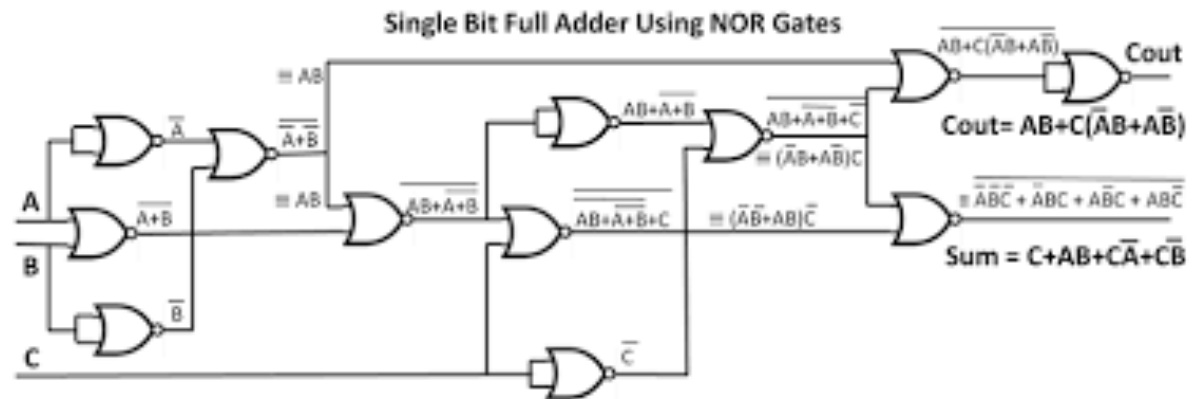 Single Bit Full Adder Using NOR Gates
≡ AB
A̅
A̅+B̅
≡ AB
A
B
A+B
B̅
C
AB+A̅+̅B̅
AB+A̅+̅B̅
AB+A̅+̅B̅+C
C̅
AB+A̅+̅B̅+C̅
≡ (A̅B+AB̅)C
≡ (A̅B̅+AB)C̅
AB+C(A̅B+AB̅)
Cout
Cout= AB+C(A̅B+AB̅)
≡ A̅B̅C̅ + A̅BC + AB̅C + ABC̅
Sum = C+AB+CA̅+CB̅